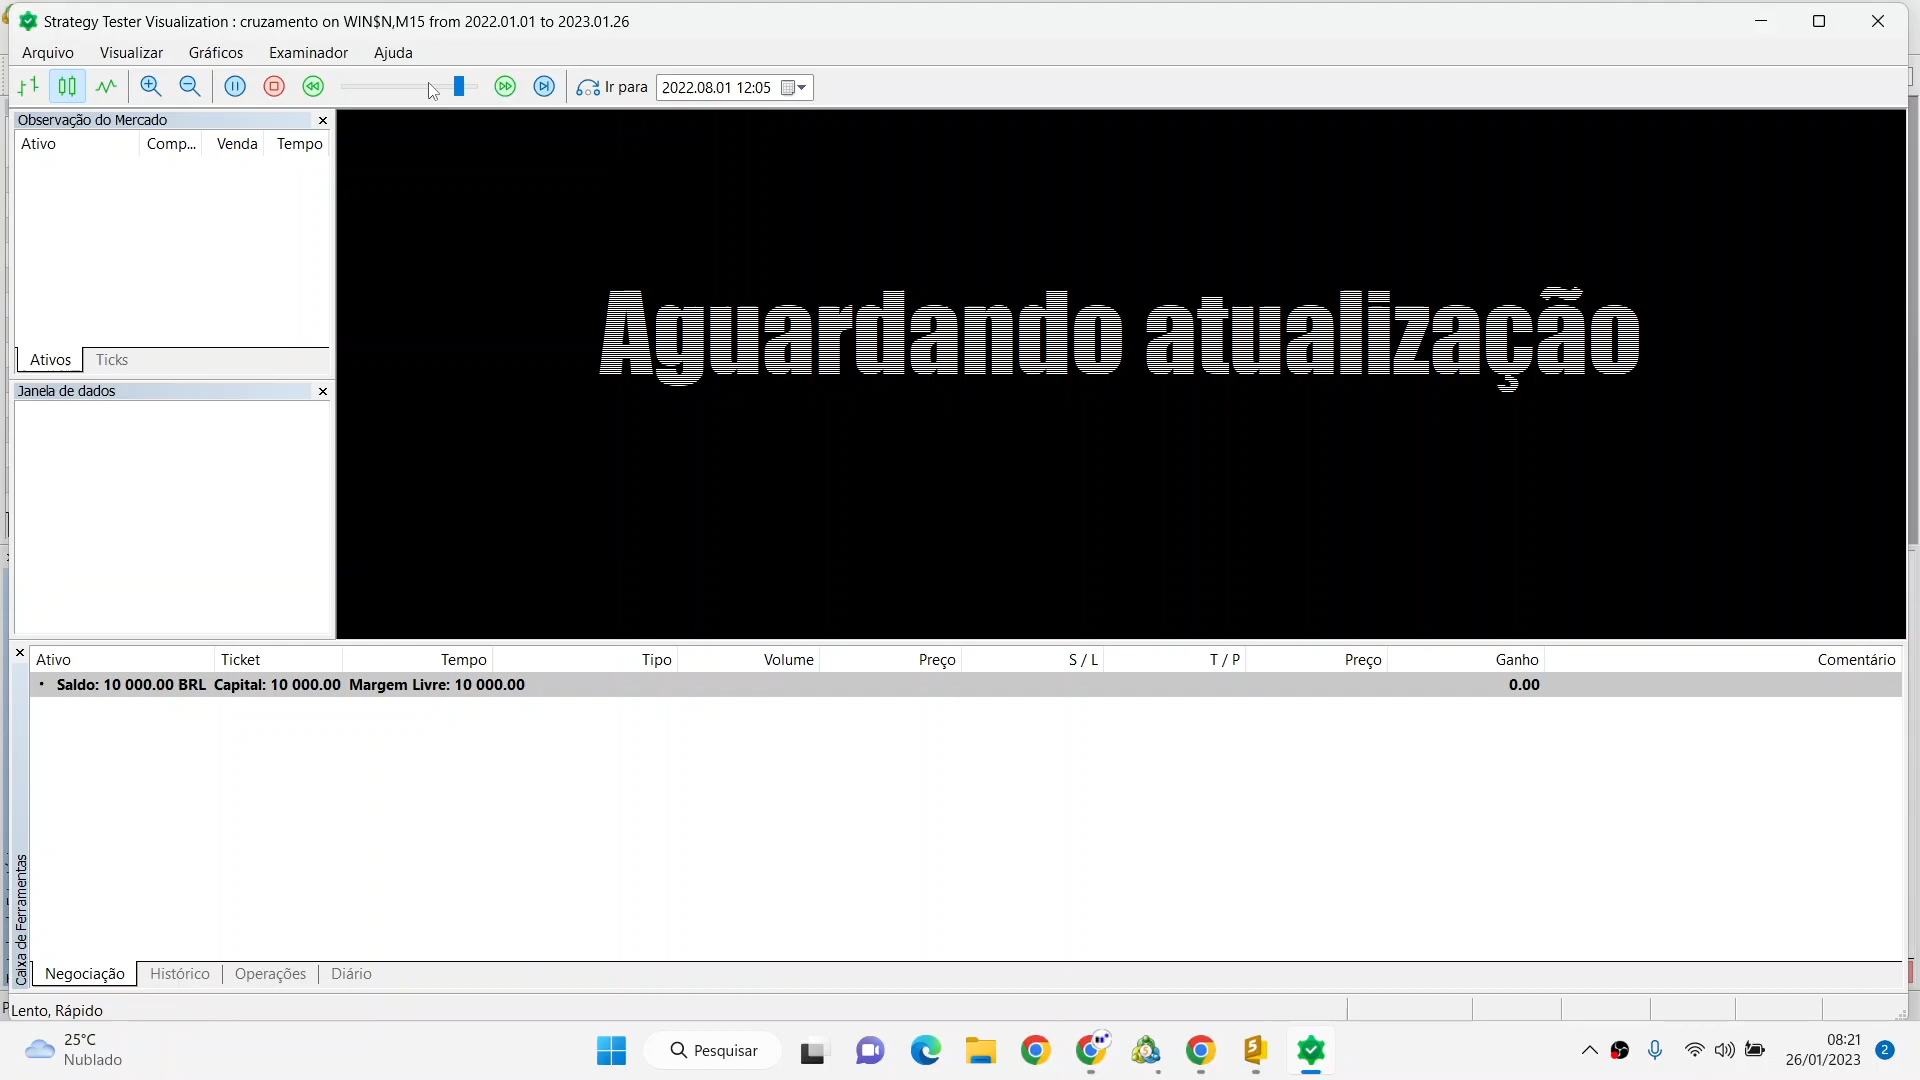 Strategy Tester Visualization : cruzamento on WIN$N,M15 from 2022.01.01 to 2023.01.26
Arquivo Visualizar Gráficos Examinador Ajuda
Ir para 2022.08.01 12:05
Observação do Mercado
Ativo Comp... Venda Tempo
Aguardando atualização
Ativos Ticks
Janela de dados
Ativo Ticket Tempo Tipo Volume Preço S / L T / P Preço Ganho Comentário
Saldo: 10 000.00 BRL Capital: 10 000.00 Margem Livre: 10 000.00 0.00
Caixa de Ferramentas
Negociação Histórico Operações Diário
Lento, Rápido
25°C
Nublado
Pesquisar
08:21
26/01/2023
2